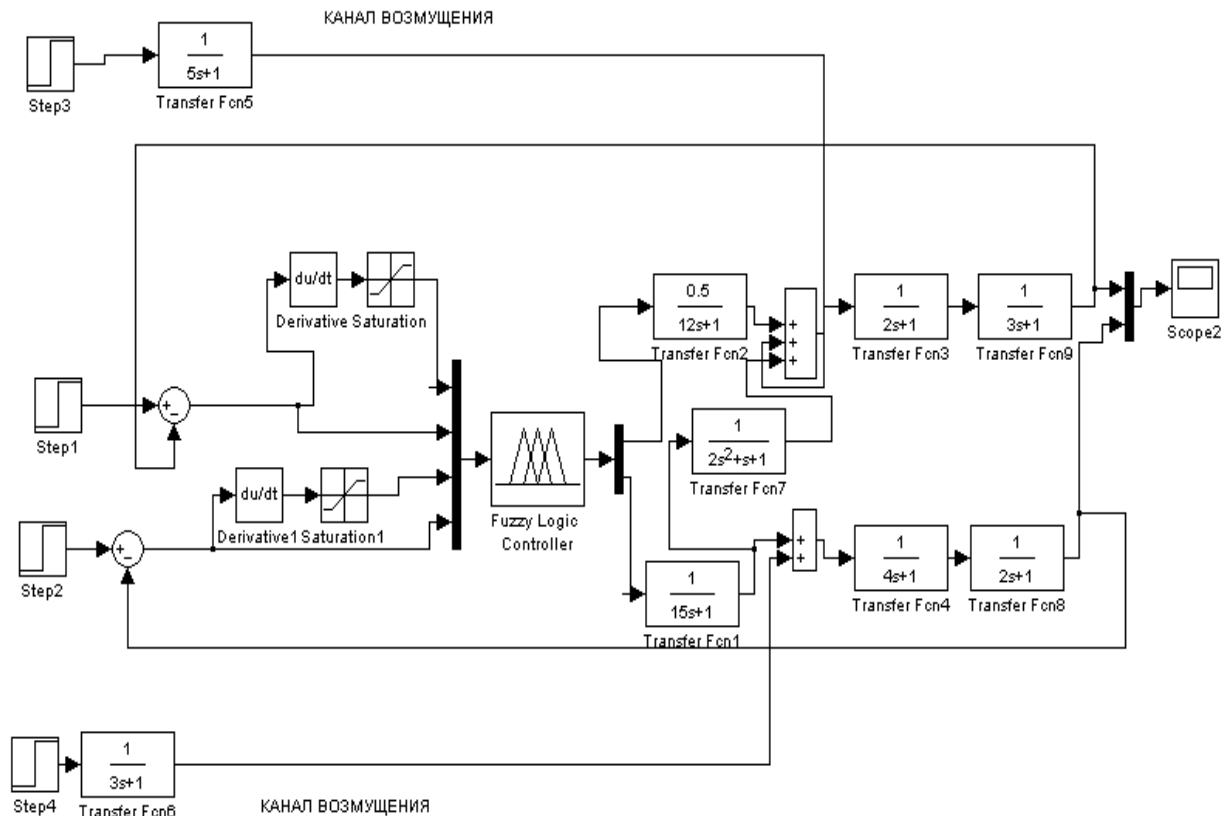 КАНАЛ ВОЗМУЩЕНИЯ
Step3
1
5s+1
Transfer Fcn5
du/dt
Derivative Saturation
0.5
12s+1
Transfer Fcn2
+
+
+
1
2s+1
Transfer Fcn3
1
3s+1
Transfer Fcn9
Scope2
Step1
+
−
1
2s²+s+1
Transfer Fcn7
Fuzzy Logic
Controller
Step2
+
−
du/dt
Derivative1 Saturation1
1
15s+1
Transfer Fcn1
+
+
1
4s+1
Transfer Fcn4
1
2s+1
Transfer Fcn8
Step4
1
3s+1
Transfer Fcn6
КАНАЛ ВОЗМУЩЕНИЯ